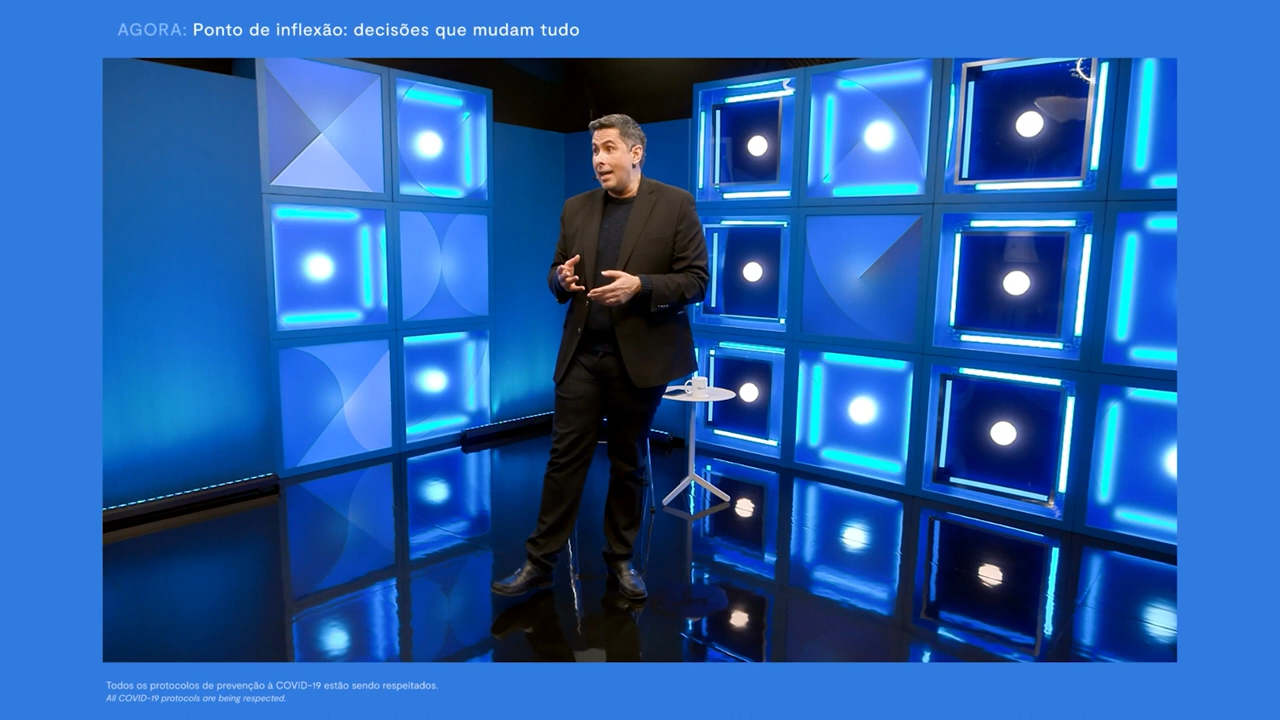 AGORA: Ponto de inflexão: decisões que mudam tudo
Todos os protocolos de prevenção à COVID-19 estão sendo respeitados.
All COVID-19 protocols are being respected.